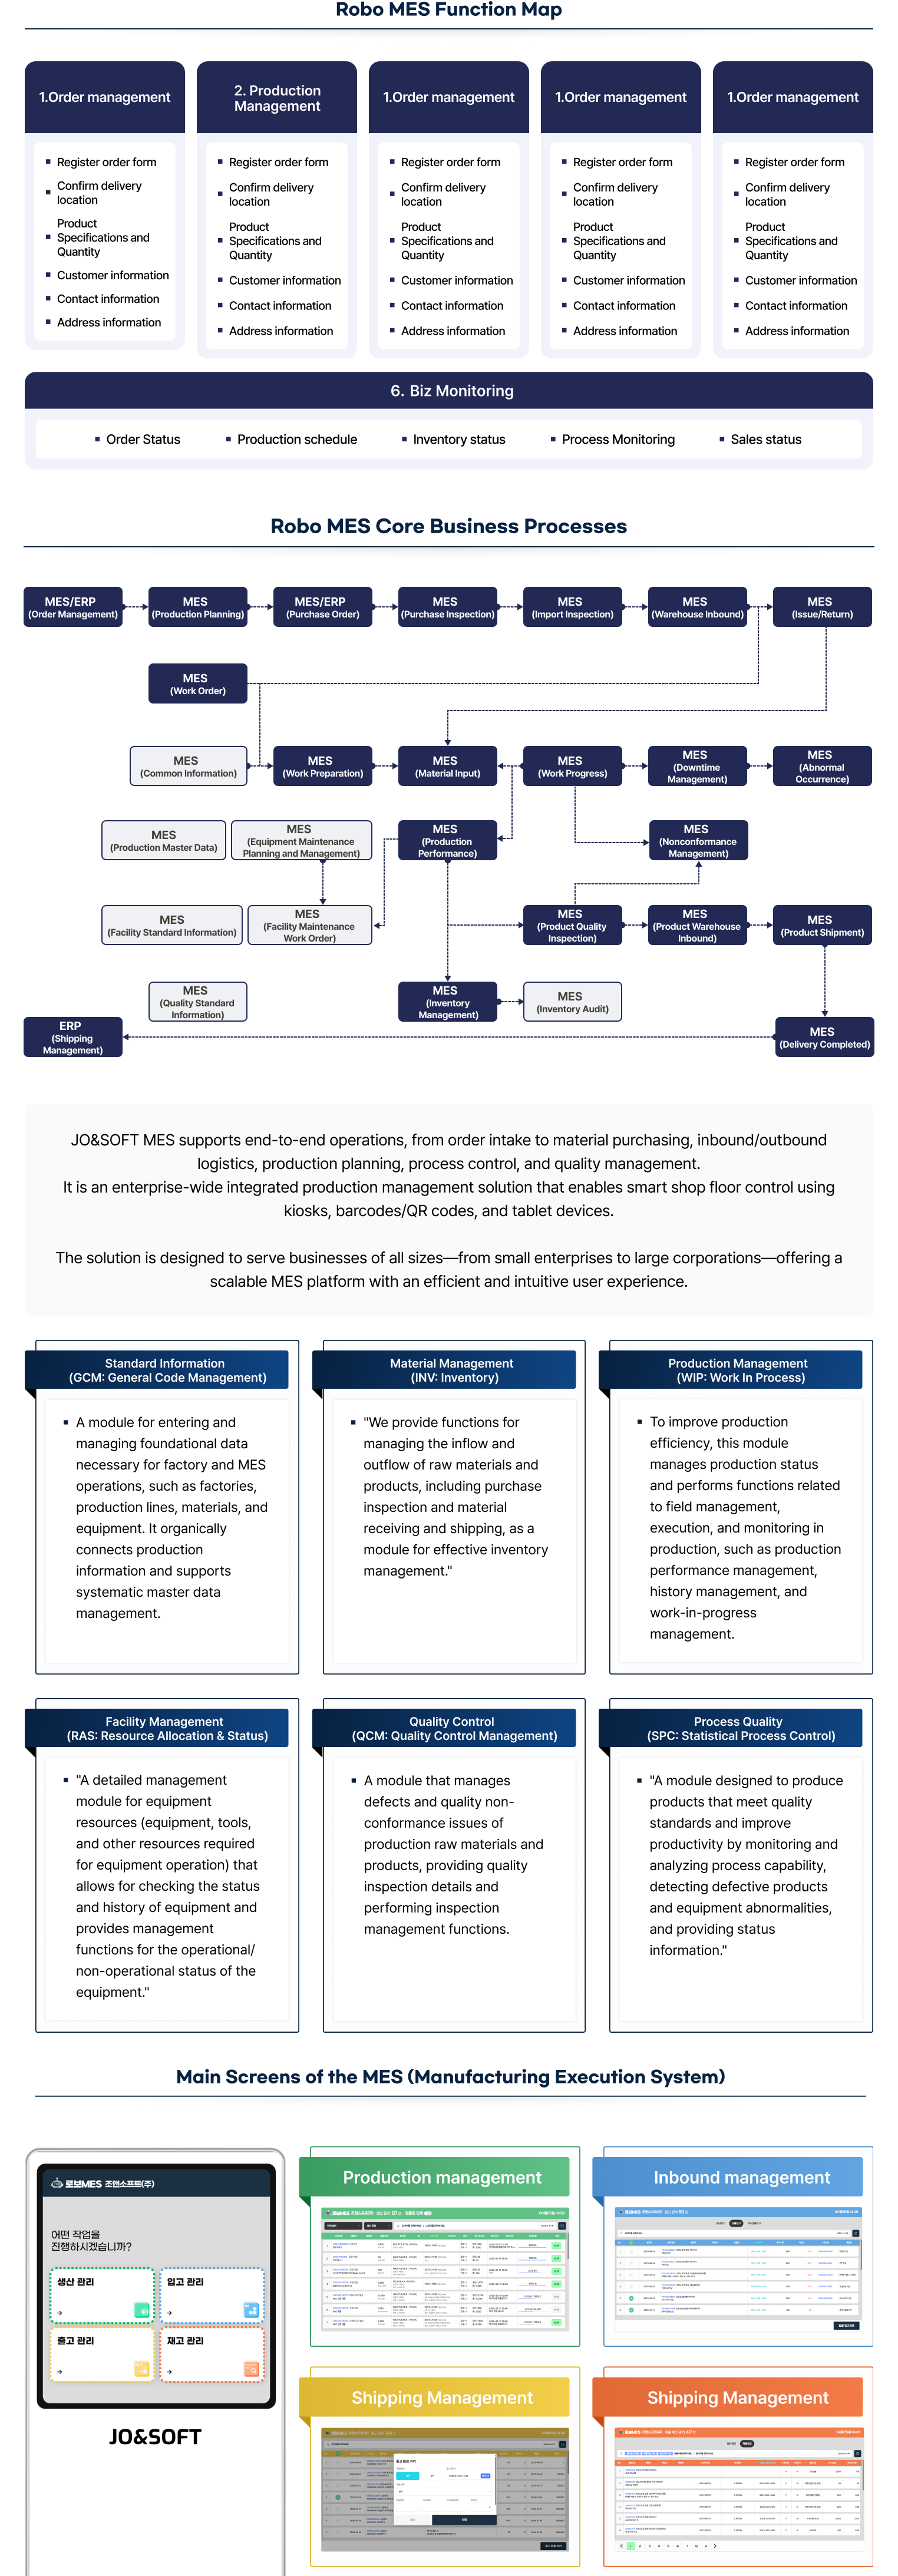 Robo MES Function Map
1.Order management
Register order form
Confirm delivery
location
Product
Specifications and
Quantity
Customer information
Contact information
Address information
2. Production
Management
Register order form
Confirm delivery
location
Product
Specifications and
Quantity
Customer information
Contact information
Address information
1.Order management
Register order form
Confirm delivery
location
Product
Specifications and
Quantity
Customer information
Contact information
Address information
1.Order management
Register order form
Confirm delivery
location
Product
Specifications and
Quantity
Customer information
Contact information
Address information
1.Order management
Register order form
Confirm delivery
location
Product
Specifications and
Quantity
Customer information
Contact information
Address information
6. Biz Monitoring
Order Status
Production schedule
Inventory status
Process Monitoring
Sales status
Robo MES Core Business Processes
MES/ERP
(Order Management)
MES
(Production Planning)
MES/ERP
(Purchase Order)
MES
(Purchase Inspection)
MES
(Import Inspection)
MES
(Warehouse Inbound)
MES
(Issue/Return)
MES
(Work Order)
MES
(Common Information)
MES
(Work Preparation)
MES
(Material Input)
MES
(Work Progress)
MES
(Downtime
Management)
MES
(Abnormal
Occurrence)
MES
(Production Master Data)
MES
(Equipment Maintenance
Planning and Management)
MES
(Production
Performance)
MES
(Nonconformance
Management)
MES
(Facility Standard Information)
MES
(Facility Maintenance
Work Order)
MES
(Product Quality
Inspection)
MES
(Product Warehouse
Inbound)
MES
(Product Shipment)
MES
(Quality Standard
Information)
MES
(Inventory
Management)
MES
(Inventory Audit)
ERP
(Shipping
Management)
MES
(Delivery Completed)
JO&SOFT MES supports end-to-end operations, from order intake to material purchasing, inbound/outbound
logistics, production planning, process control, and quality management.
It is an enterprise-wide integrated production management solution that enables smart shop floor control using
kiosks, barcodes/QR codes, and tablet devices.
The solution is designed to serve businesses of all sizes—from small enterprises to large corporations—offering a
scalable MES platform with an efficient and intuitive user experience.
Standard Information
(GCM: General Code Management)
A module for entering and
managing foundational data
necessary for factory and MES
operations, such as factories,
production lines, materials, and
equipment. It organically
connects production
information and supports
systematic master data
management.
Material Management
(INV: Inventory)
"We provide functions for
managing the inflow and
outflow of raw materials and
products, including purchase
inspection and material
receiving and shipping, as a
module for effective inventory
management."
Production Management
(WIP: Work In Process)
To improve production
efficiency, this module
manages production status
and performs functions related
to field management,
execution, and monitoring in
production, such as production
performance management,
history management, and
work-in-progress
management.
Facility Management
(RAS: Resource Allocation & Status)
"A detailed management
module for equipment
resources (equipment, tools,
and other resources required
for equipment operation) that
allows for checking the status
and history of equipment and
provides management
functions for the operational/
non-operational status of the
equipment."
Quality Control
(QCM: Quality Control Management)
A module that manages
defects and quality non-
conformance issues of
production raw materials and
products, providing quality
inspection details and
performing inspection
management functions.
Process Quality
(SPC: Statistical Process Control)
"A module designed to produce
products that meet quality
standards and improve
productivity by monitoring and
analyzing process capability,
detecting defective products
and equipment abnormalities,
and providing status
information."
Main Screens of the MES (Manufacturing Execution System)
로보MES 조앤소프트(주)
어떤 작업을
진행하시겠습니까?
생산 관리
입고 관리
출고 관리
재고 관리
JO&SOFT
Production management
Inbound management
Shipping Management
Shipping Management